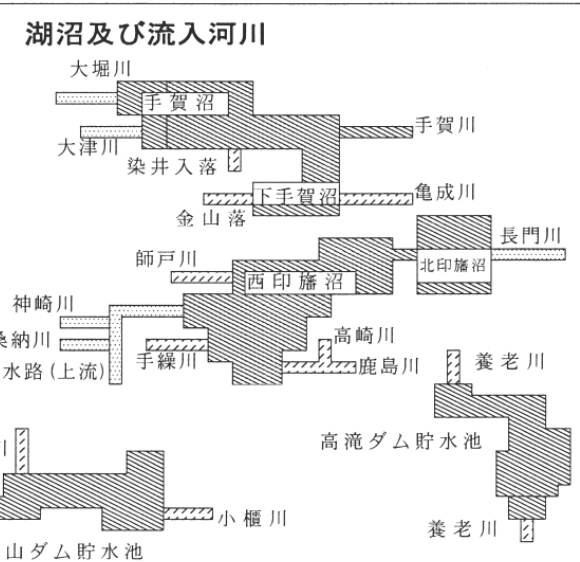 湖沼及び流入河川
大堀川
手賀沼
手賀川
大津川
染井入落
下手賀沼
亀成川
金山落
長門川
師戸川
北印旛沼
西印旛沼
神崎川
高崎川
桑納川
手繰川
鹿島川
水路(上流)
養老川
高滝ダム貯水池
川
小櫃川
養老川
山ダム貯水池